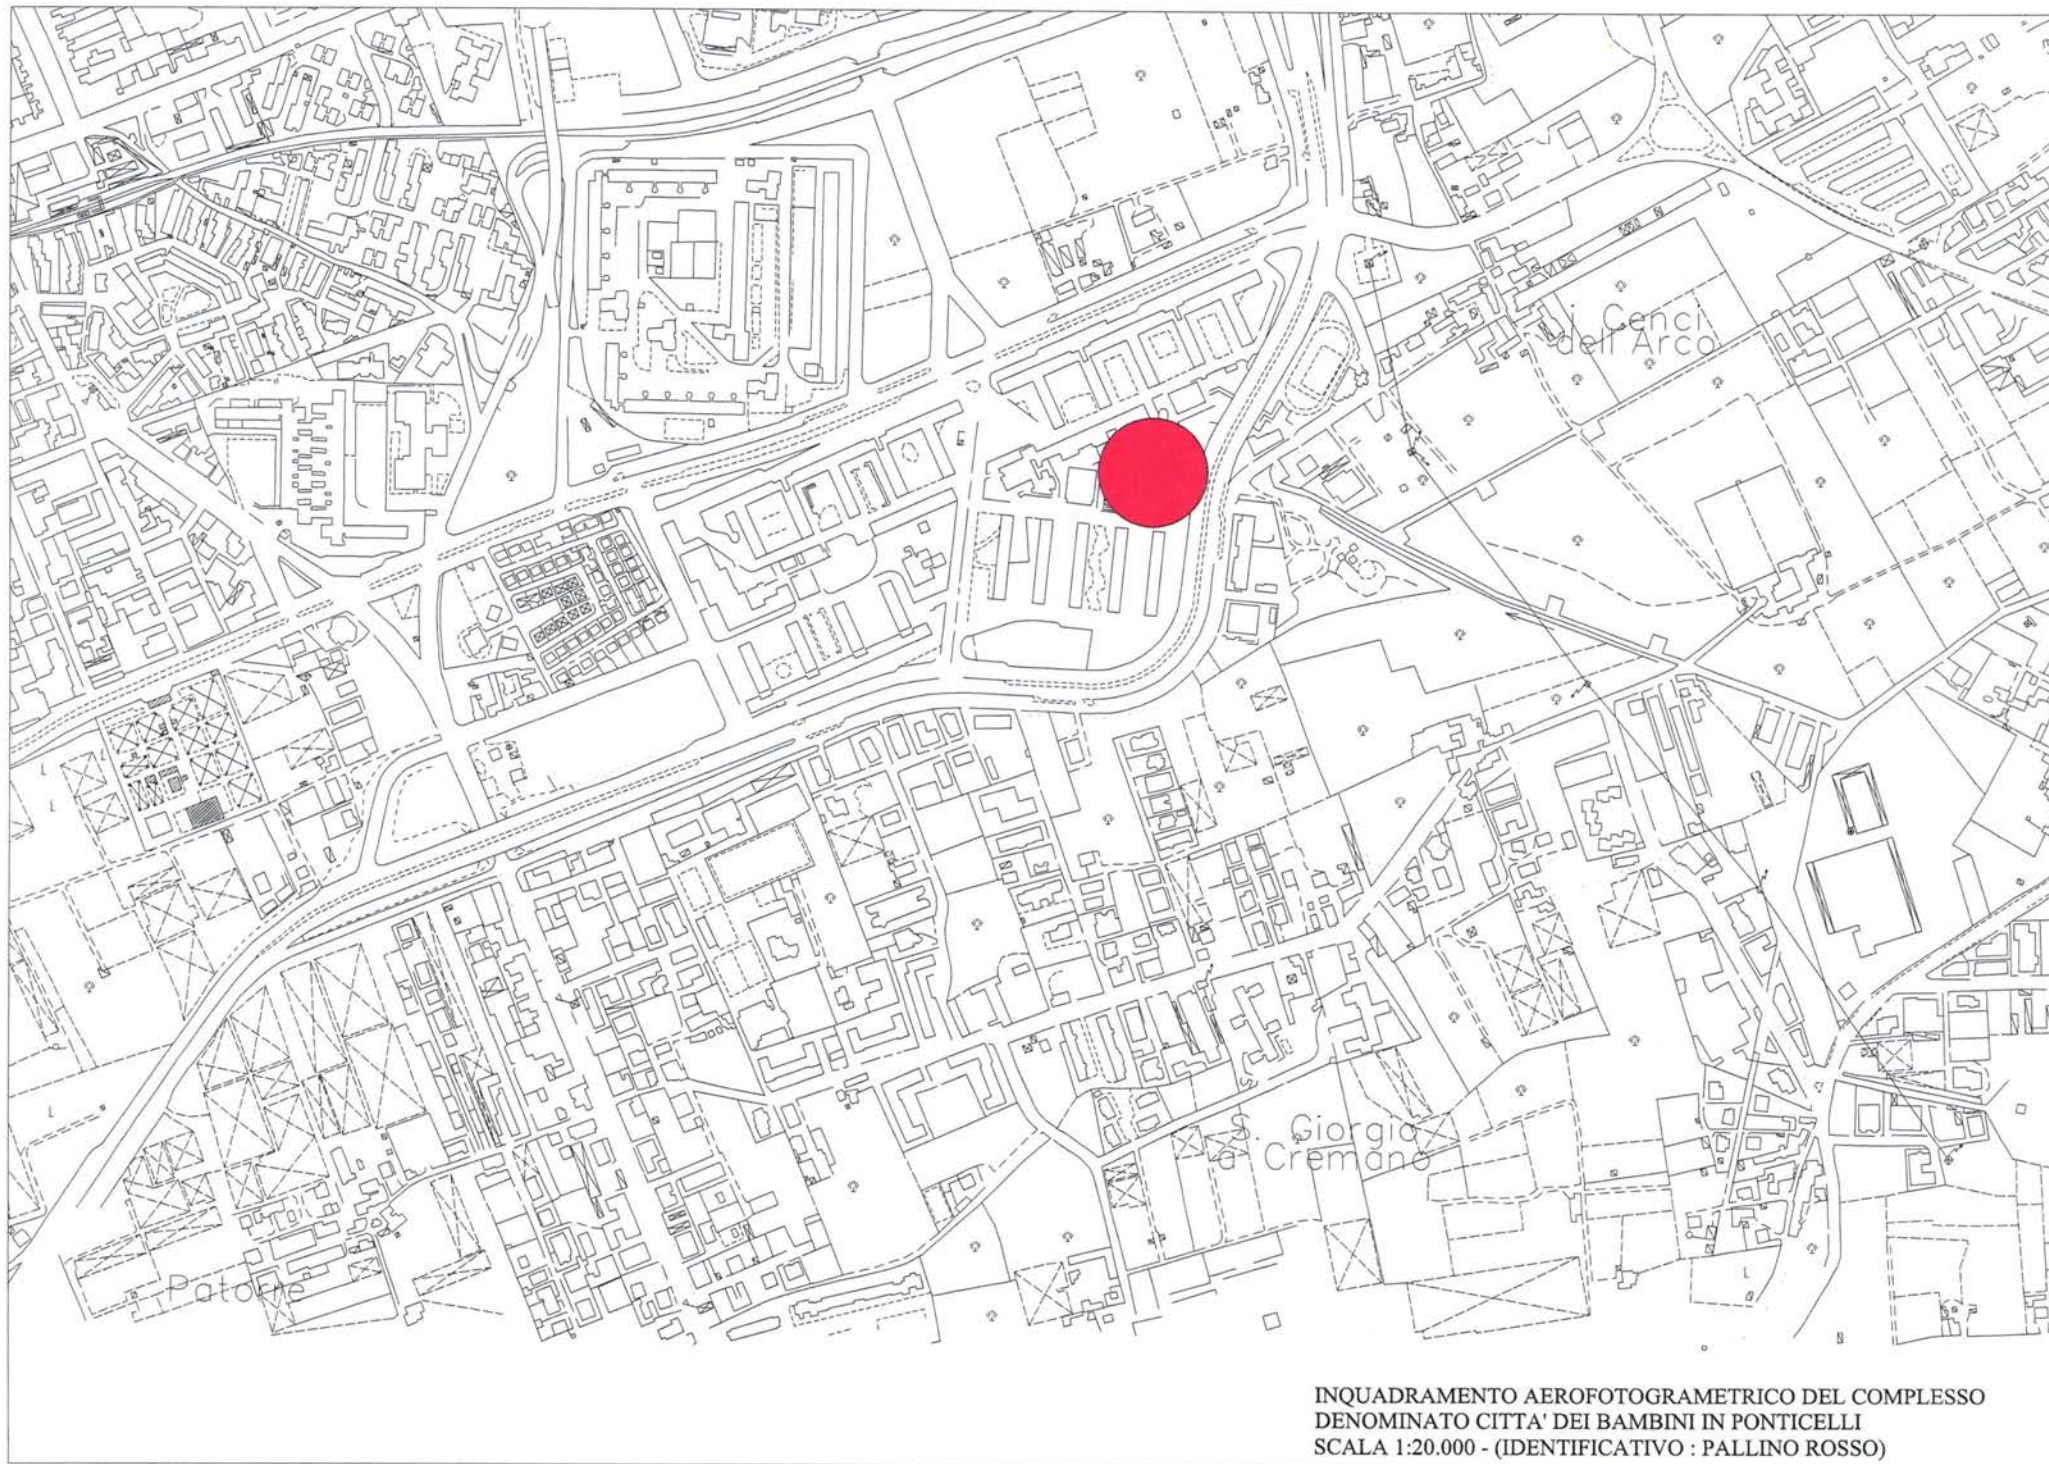 i Cenci
dell'Arco
S. Giorgio
a Cremano
Patorre
INQUADRAMENTO AEROFOTOGRAMETRICO DEL COMPLESSO
DENOMINATO CITTA' DEI BAMBINI IN PONTICELLI
SCALA 1:20.000 - (IDENTIFICATIVO : PALLINO ROSSO)